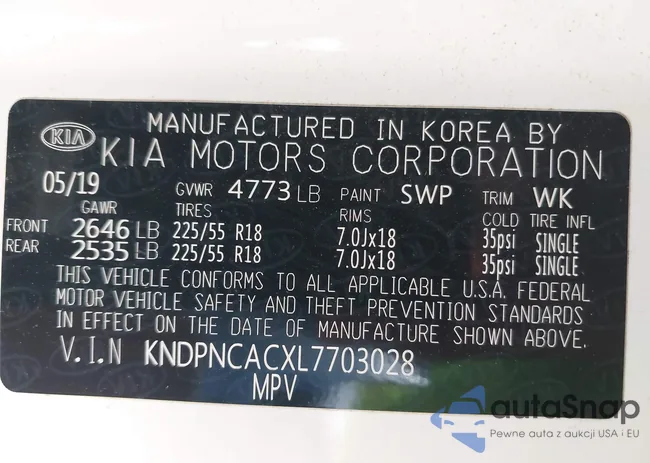 MANUFACTURED IN KOREA BY
KIA KIA MOTORS CORPORATION
05/19 GVWR 4773 LB PAINT SWP TRIM WK
GAWR TIRES RIMS COLD TIRE INFL
FRONT 2646 LB 225/55 R18 7.0Jx18 35psi SINGLE
REAR 2535 LB 225/55 R18 7.0Jx18 35psi SINGLE
THIS VEHICLE CONFORMS TO ALL APPLICABLE U.S.A. FEDERAL
MOTOR VEHICLE SAFETY AND THEFT PREVENTION STANDARDS
IN EFFECT ON THE DATE OF MANUFACTURE SHOWN ABOVE.
V.I.N KNDPNCACXL7703028
MPV
autoSnap
Pewne auta z aukcji USA i EU